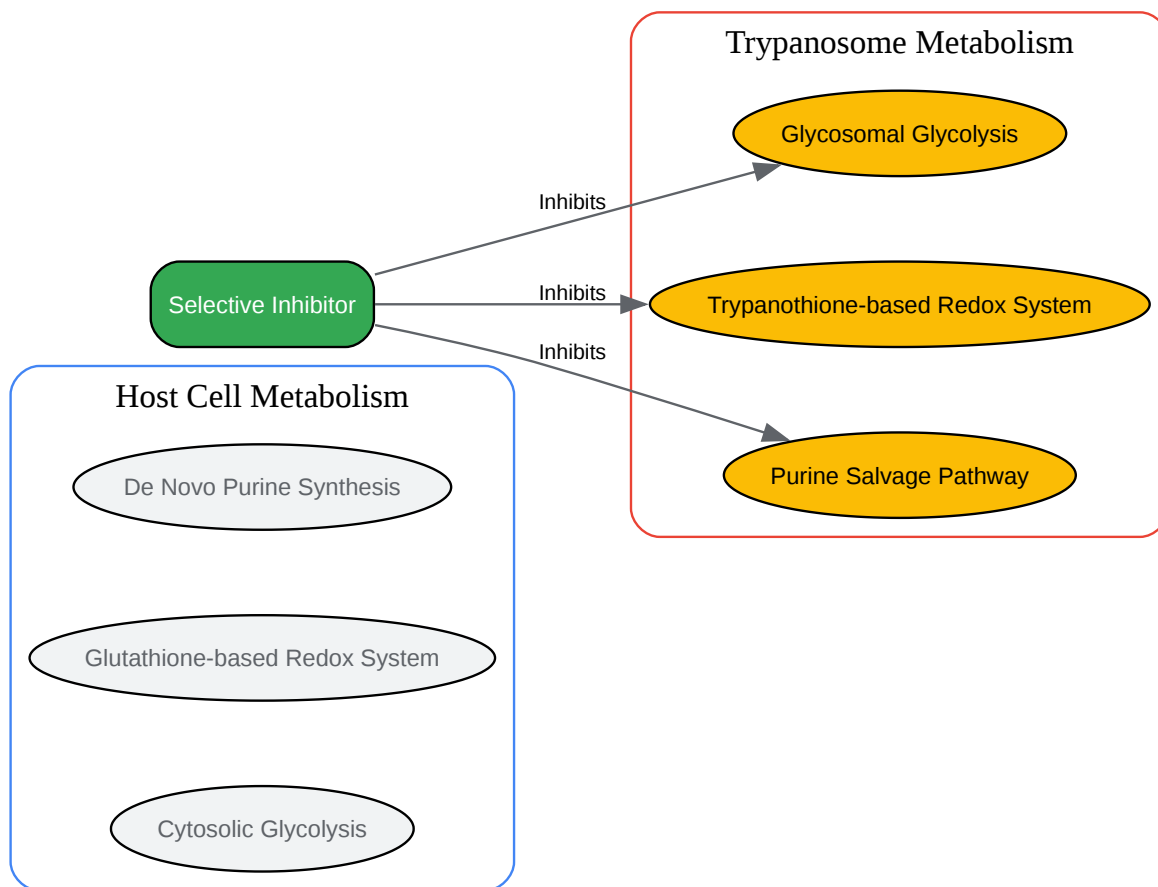 Trypanosome Metabolism
Glycosomal Glycolysis
Inhibits
Selective Inhibitor
Inhibits
Trypanothione-based Redox System
Inhibits
Purine Salvage Pathway
Host Cell Metabolism
De Novo Purine Synthesis
Glutathione-based Redox System
Cytosolic Glycolysis